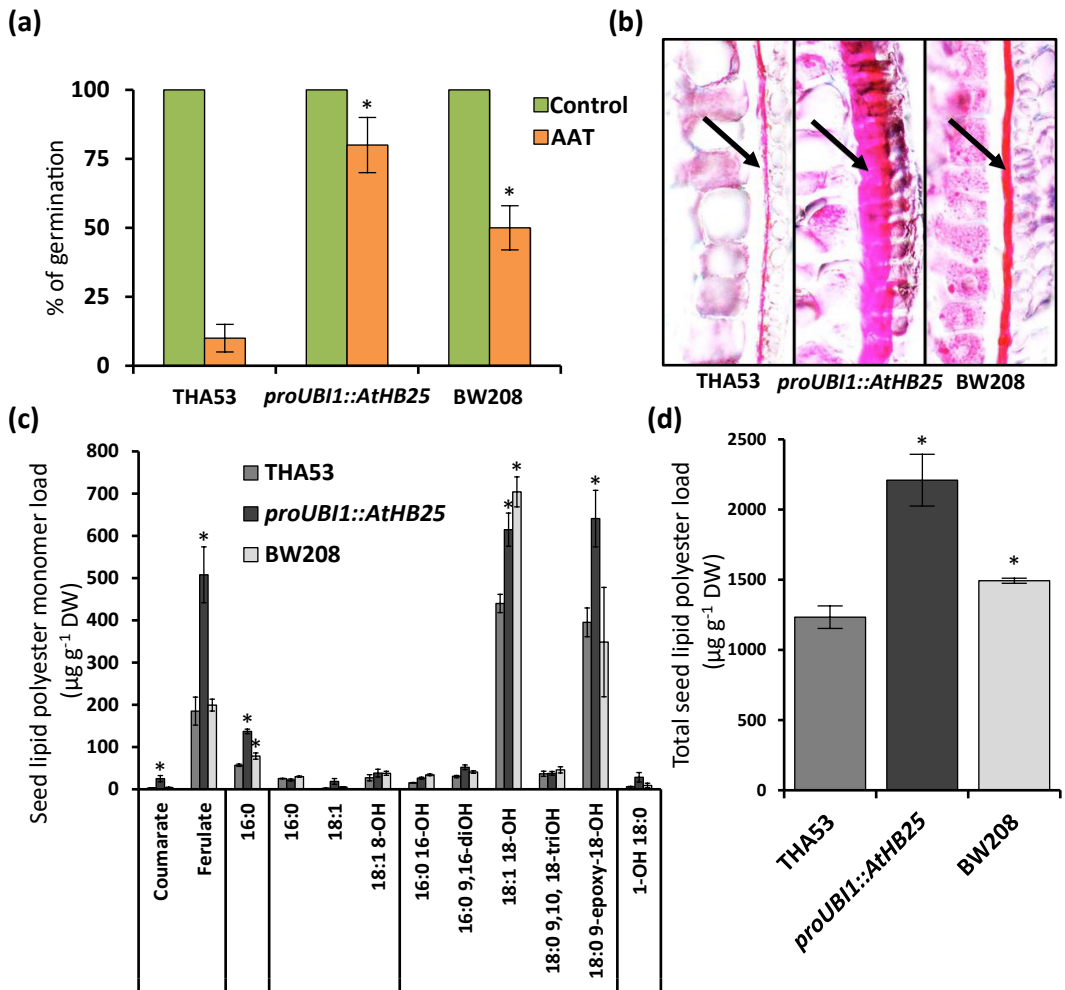 (a)
100
75
50
25
0
% of germination
*
*
Control
AAT
THA53
proUBI1::AtHB25
BW208
(b)
THA53
proUBI1::AtHB25
BW208
(c)
Seed lipid polyester monomer load
(µg g-1 DW)
800
700
600
500
400
300
200
100
0
THA53
proUBI1::AtHB25
BW208
*
*
*
*
*
*
*
Coumarate
Ferulate
16:0
16:0
18:1
18:1 8-OH
16:0 16-OH
16:0 9,16-diOH
18:1 18-OH
18:0 9,10, 18-triOH
18:0 9-epoxy-18-OH
1-OH 18:0
(d)
Total seed lipid polyester load
(µg g-1 DW)
2500
2000
1500
1000
500
0
*
*
THA53
proUBI1::AtHB25
BW208